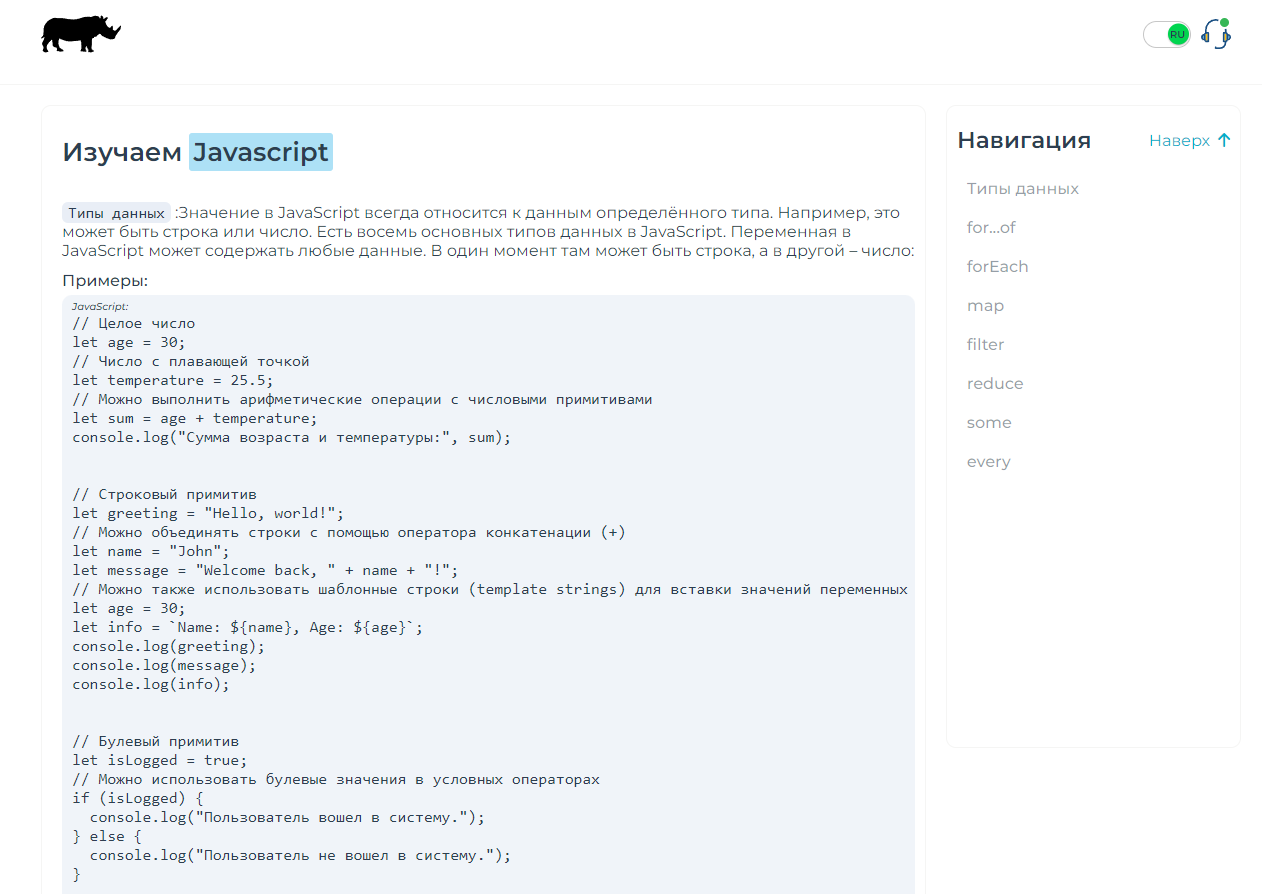 RU
Изучаем Javascript
Типы данных :Значение в JavaScript всегда относится к данным определённого типа. Например, это
может быть строка или число. Есть восемь основных типов данных в JavaScript. Переменная в
JavaScript может содержать любые данные. В один момент там может быть строка, а в другой – число:
Примеры:
JavaScript:
// Целое число
let age = 30;
// Число с плавающей точкой
let temperature = 25.5;
// Можно выполнить арифметические операции с числовыми примитивами
let sum = age + temperature;
console.log("Сумма возраста и температуры:", sum);
// Строковый примитив
let greeting = "Hello, world!";
// Можно объединять строки с помощью оператора конкатенации (+)
let name = "John";
let message = "Welcome back, " + name + "!";
// Можно также использовать шаблонные строки (template strings) для вставки значений переменных
let age = 30;
let info = `Name: ${name}, Age: ${age}`;
console.log(greeting);
console.log(message);
console.log(info);
// Булевый примитив
let isLogged = true;
// Можно использовать булевые значения в условных операторах
if (isLogged) {
  console.log("Пользователь вошел в систему.");
} else {
  console.log("Пользователь не вошел в систему.");
}
Навигация
Наверх ↑
Типы данных
for...of
forEach
map
filter
reduce
some
every